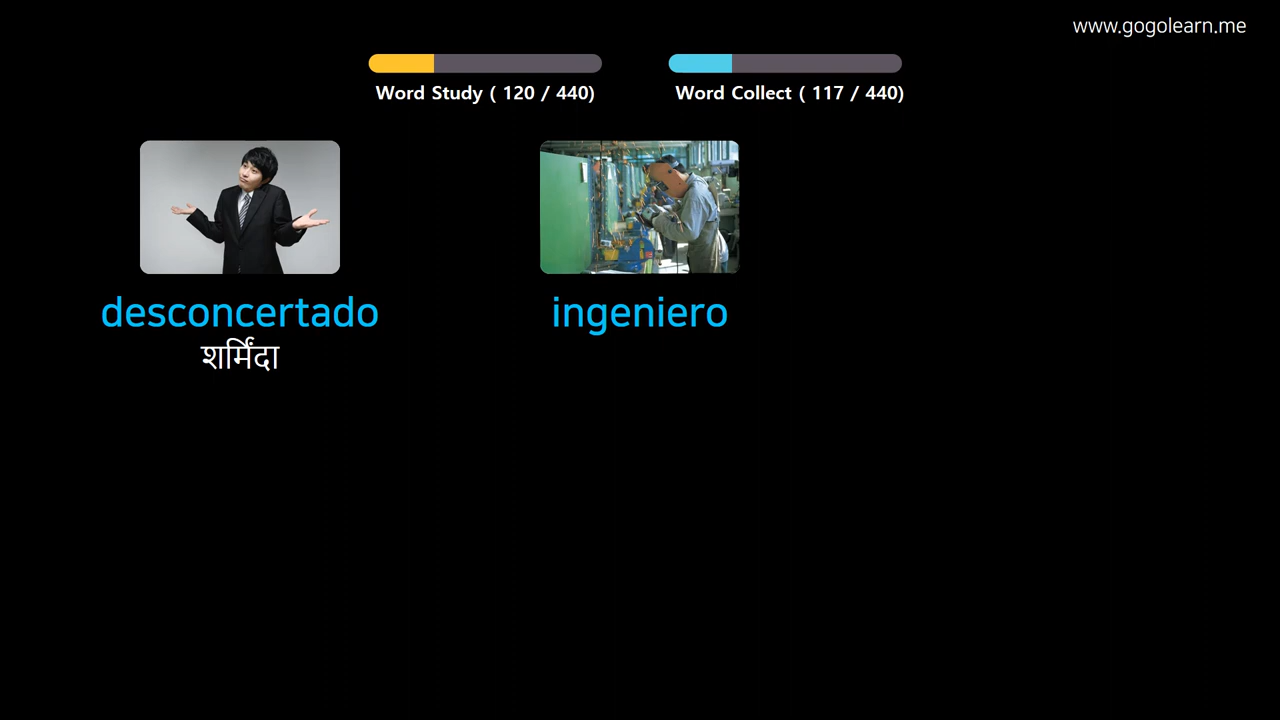 www.gogolearn.me
Word Study ( 120 / 440)
Word Collect ( 117 / 440)
desconcertado
ingeniero
शर्मिंदा